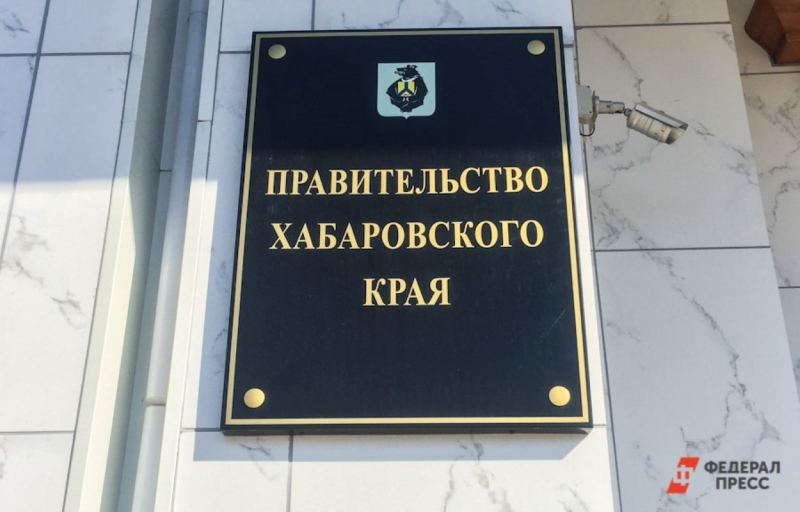 ПРАВИТЕЛЬСТВО
ХАБАРОВСКОГО
КРАЯ
ФЕДЕРАЛ
ПРЕСС